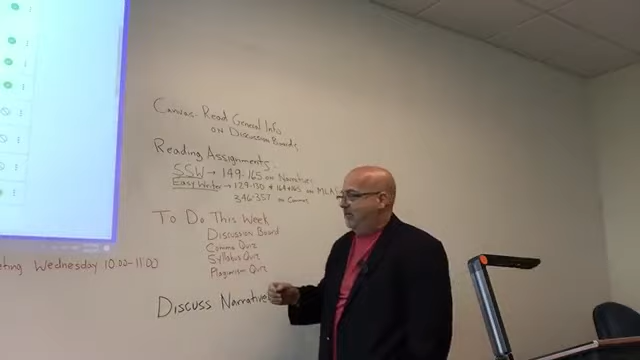 Canvas - Read General Info
on Discussion Boards
Reading Assignments:
SSW → 149-165 on Narratives
Easy Writer → 129-130 + 164-165 on MLA
346-357 on Commas
To Do This Week
Discussion Board
Comma Quiz
Syllabus Quiz
Plagiarism Quiz
eting Wednesday 10:00-11:00
Discuss Narrative